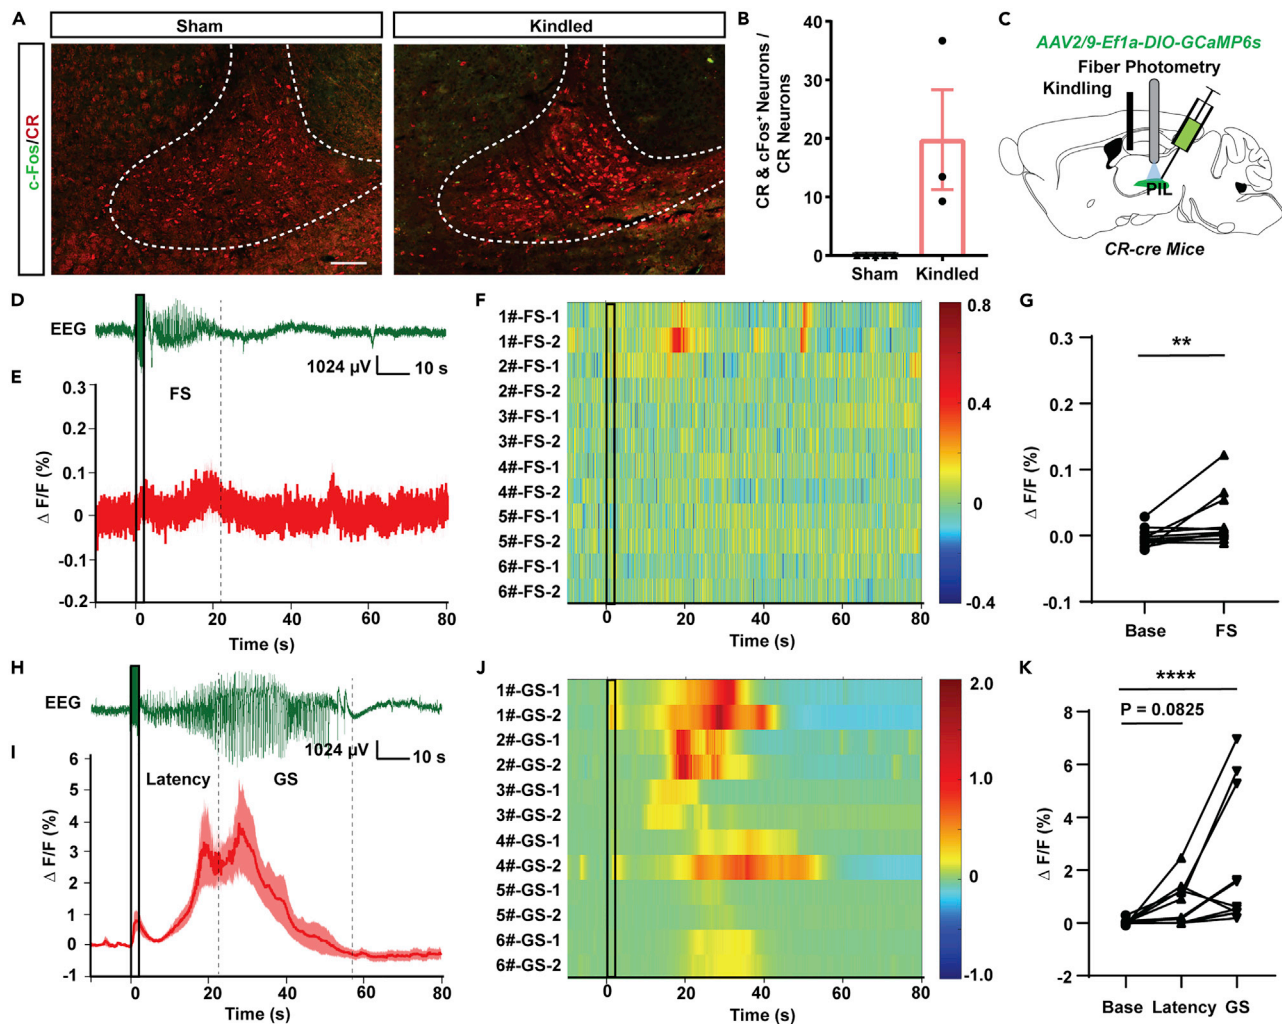 A
Sham
Kindled
c-Fos/CR
B
CR & cFos⁺ Neurons /
CR Neurons
40
30
20
10
0
Sham
Kindled
C
AAV2/9-Ef1a-DIO-GCaMP6s
Fiber Photometry
Kindling
PIL
CR-cre Mice
D
EEG
1024 µV
10 s
E
FS
Δ F/F (%)
0.3
0.2
0.1
0
-0.1
-0.2
0
20
40
60
80
Time (s)
F
1#-FS-1
1#-FS-2
2#-FS-1
2#-FS-2
3#-FS-1
3#-FS-2
4#-FS-1
4#-FS-2
5#-FS-1
5#-FS-2
6#-FS-1
6#-FS-2
0
20
40
60
80
Time (s)
0.8
0.4
0
-0.4
G
**
Δ F/F (%)
0.3
0.2
0.1
0.0
-0.1
Base
FS
H
EEG
1024 µV
10 s
I
Latency
GS
Δ F/F (%)
6
5
4
3
2
1
0
-1
0
20
40
60
80
Time (s)
J
1#-GS-1
1#-GS-2
2#-GS-1
2#-GS-2
3#-GS-1
3#-GS-2
4#-GS-1
4#-GS-2
5#-GS-1
5#-GS-2
6#-GS-1
6#-GS-2
0
20
40
60
80
Time (s)
2.0
1.0
0
-1.0
K
****
P = 0.0825
Δ F/F (%)
8
6
4
2
0
-2
Base
Latency
GS